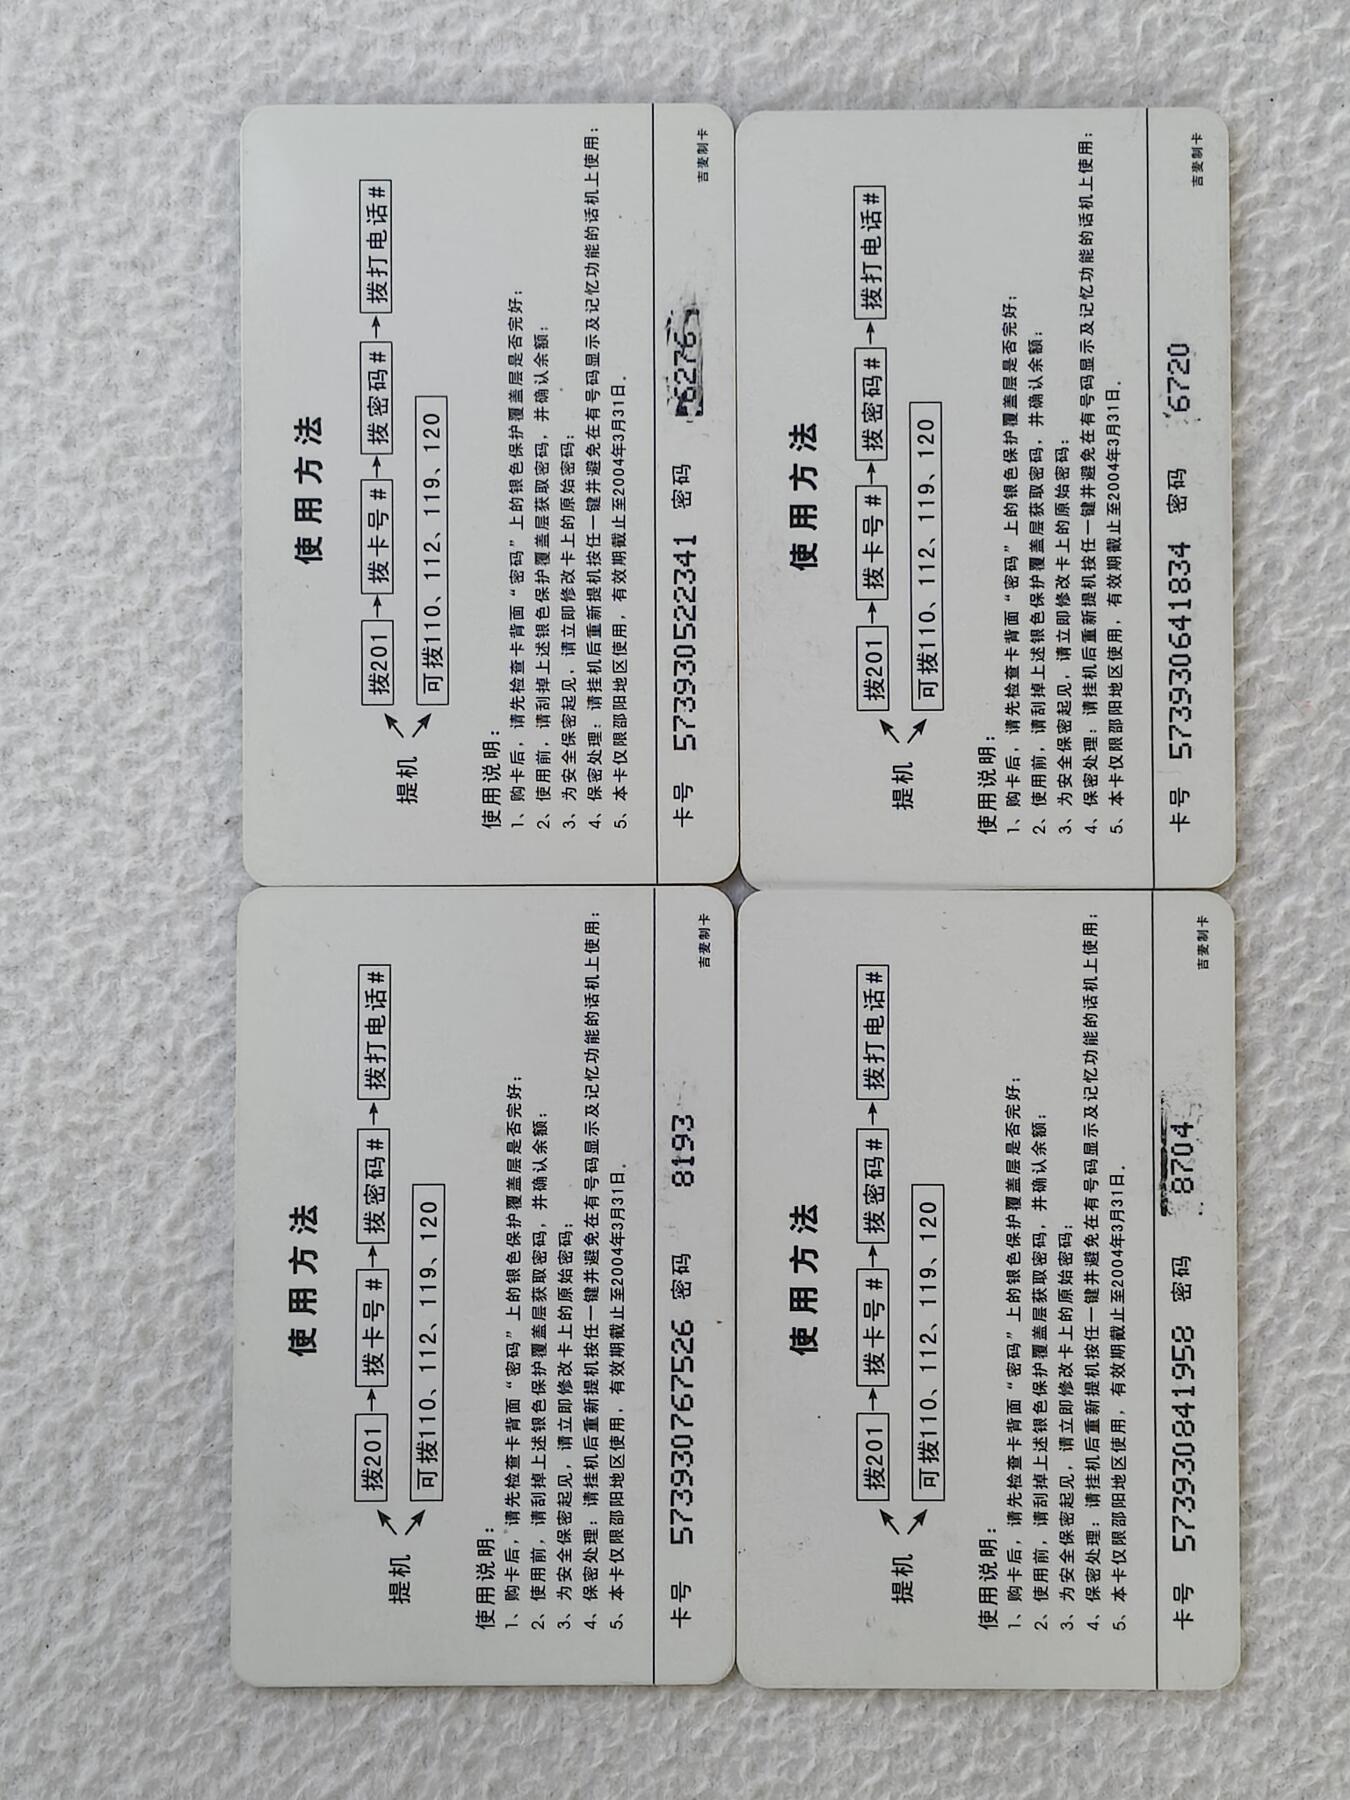 使用方法
提机
拨201→拨卡号#→拨密码#→拨打电话#
可拨110、112、119、120
使用说明：
1、购卡后，请先检查卡背面“密码”上的银色保护覆盖层是否完好；
2、使用前，请刮掉上述银色保护覆盖层获取密码，并确认余额；
3、为安全保密起见，请立即修改卡上的原始密码；
4、保密处理：请挂机后重新提机按任一键并避免在有号码显示及记忆功能的话机上使用；
5、本卡仅限邵阳地区使用，有效期截止至2004年3月31日.
卡号 573930767526 密码 8193
吉麦制卡
使用方法
提机
拨201→拨卡号#→拨密码#→拨打电话#
可拨110、112、119、120
使用说明：
1、购卡后，请先检查卡背面“密码”上的银色保护覆盖层是否完好；
2、使用前，请刮掉上述银色保护覆盖层获取密码，并确认余额；
3、为安全保密起见，请立即修改卡上的原始密码；
4、保密处理：请挂机后重新提机按任一键并避免在有号码显示及记忆功能的话机上使用；
5、本卡仅限邵阳地区使用，有效期截止至2004年3月31日.
卡号 573930522341 密码 6276
吉麦制卡
使用方法
提机
拨201→拨卡号#→拨密码#→拨打电话#
可拨110、112、119、120
使用说明：
1、购卡后，请先检查卡背面“密码”上的银色保护覆盖层是否完好；
2、使用前，请刮掉上述银色保护覆盖层获取密码，并确认余额；
3、为安全保密起见，请立即修改卡上的原始密码；
4、保密处理：请挂机后重新提机按任一键并避免在有号码显示及记忆功能的话机上使用；
5、本卡仅限邵阳地区使用，有效期截止至2004年3月31日.
卡号 573930841958 密码 8704
吉麦制卡
使用方法
提机
拨201→拨卡号#→拨密码#→拨打电话#
可拨110、112、119、120
使用说明：
1、购卡后，请先检查卡背面“密码”上的银色保护覆盖层是否完好；
2、使用前，请刮掉上述银色保护覆盖层获取密码，并确认余额；
3、为安全保密起见，请立即修改卡上的原始密码；
4、保密处理：请挂机后重新提机按任一键并避免在有号码显示及记忆功能的话机上使用；
5、本卡仅限邵阳地区使用，有效期截止至2004年3月31日.
卡号 573930641834 密码 6720
吉麦制卡